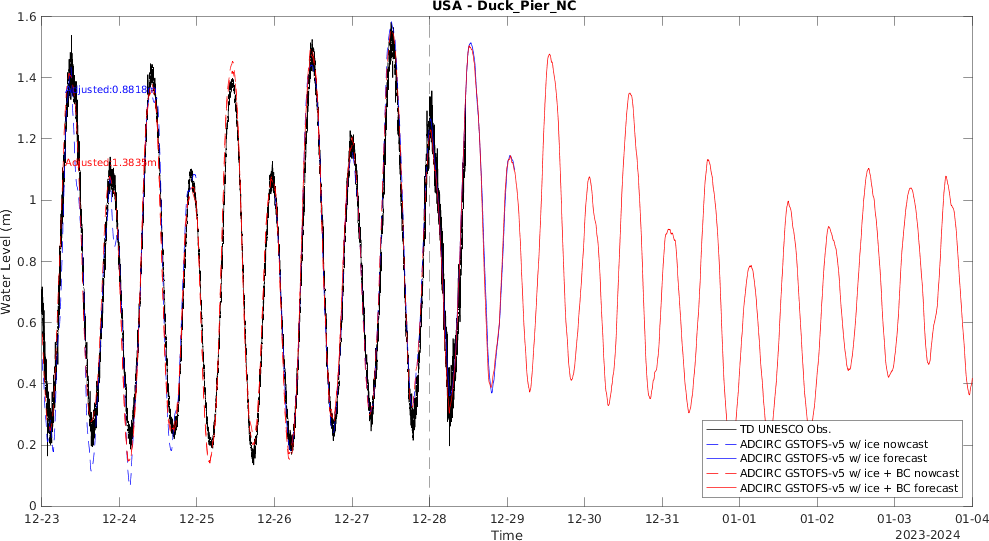 USA - Duck_Pier_NC
1.6
1.4
1.2
1
0.8
0.6
0.4
0.2
0
Water Level (m)
Adjusted:0.8818m
Adjusted:1.3835m
TD UNESCO Obs.
ADCIRC GSTOFS-v5 w/ ice nowcast
ADCIRC GSTOFS-v5 w/ ice forecast
ADCIRC GSTOFS-v5 w/ ice + BC nowcast
ADCIRC GSTOFS-v5 w/ ice + BC forecast
12-23 12-24 12-25 12-26 12-27 12-28 12-29 12-30 12-31 01-01 01-02 01-03 01-04
Time
2023-2024